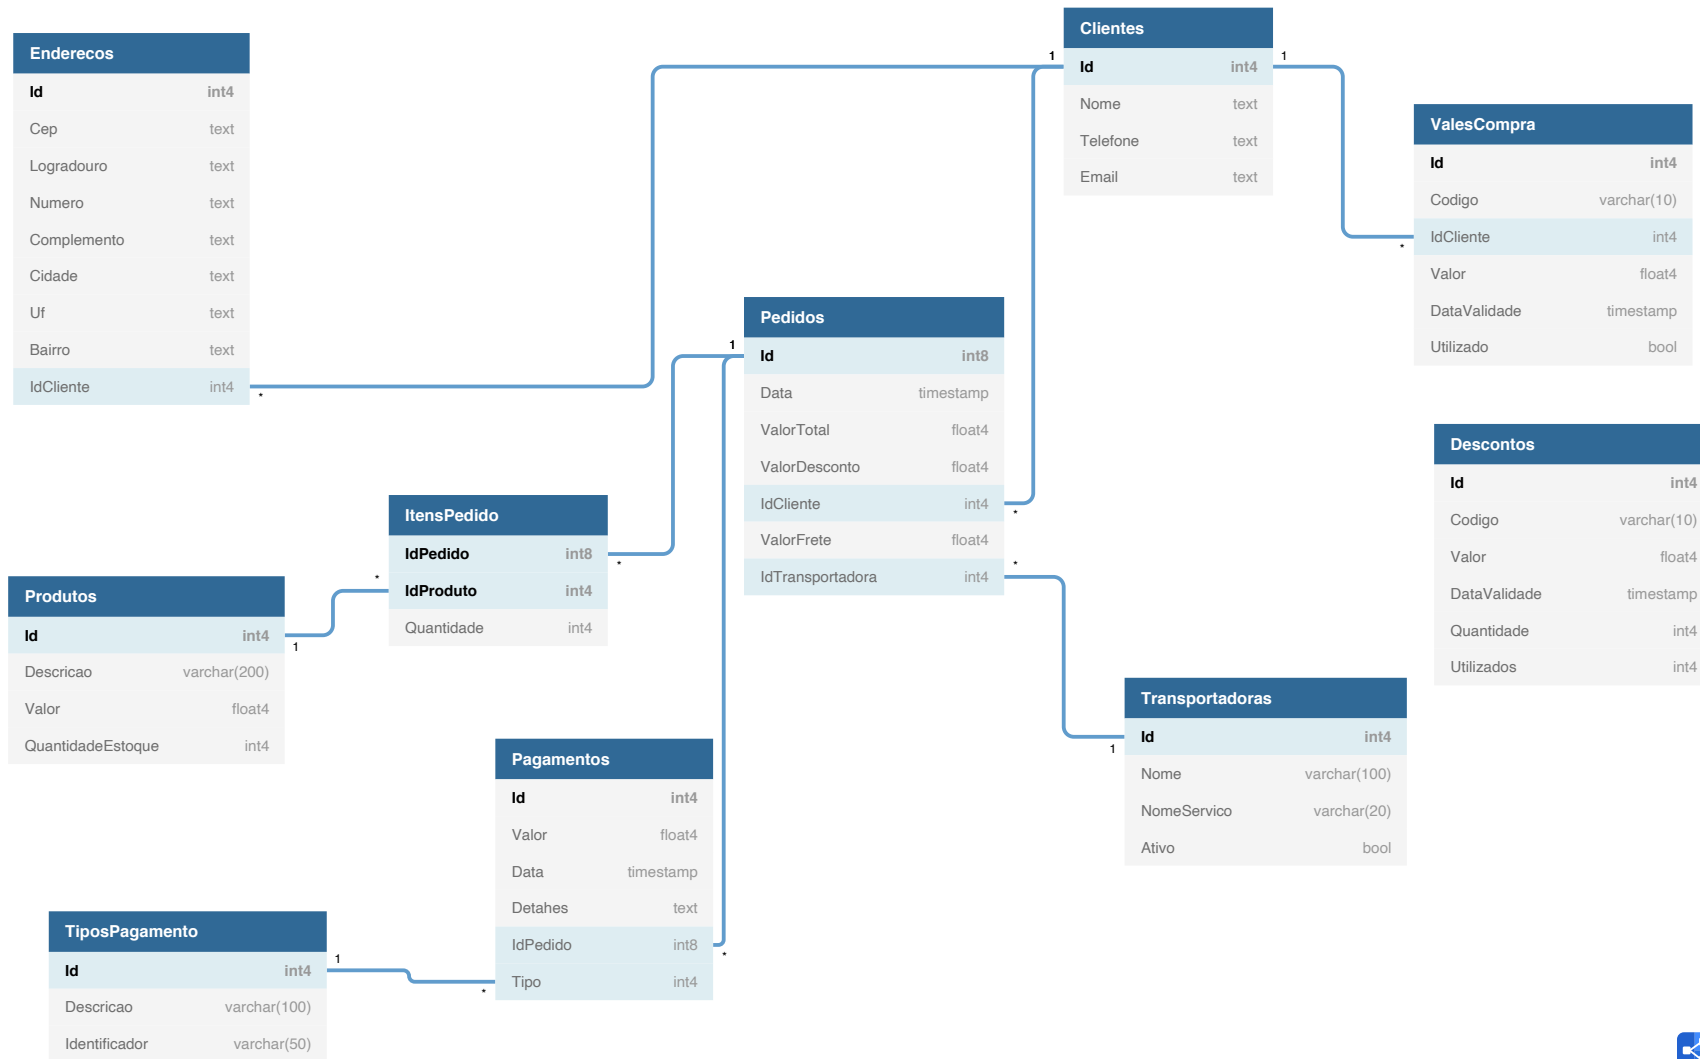 Enderecos
Id int4
Cep text
Logradouro text
Numero text
Complemento text
Cidade text
Uf text
Bairro text
IdCliente int4
*
1
Clientes
Id int4
Nome text
Telefone text
Email text
1
*
ValesCompra
Id int4
Codigo varchar(10)
IdCliente int4
Valor float4
DataValidade timestamp
Utilizado bool
1
Pedidos
Id int8
Data timestamp
ValorTotal float4
ValorDesconto float4
IdCliente int4
ValorFrete float4
IdTransportadora int4
*
*
Descontos
Id int4
Codigo varchar(10)
Valor float4
DataValidade timestamp
Quantidade int4
Utilizados int4
ItensPedido
IdPedido int8
IdProduto int4
Quantidade int4
*
*
Produtos
Id int4
Descricao varchar(200)
Valor float4
QuantidadeEstoque int4
1
Transportadoras
Id int4
Nome varchar(100)
NomeServico varchar(20)
Ativo bool
1
Pagamentos
Id int4
Valor float4
Data timestamp
Detahes text
IdPedido int8
Tipo int4
*
*
TiposPagamento
Id int4
Descricao varchar(100)
Identificador varchar(50)
1